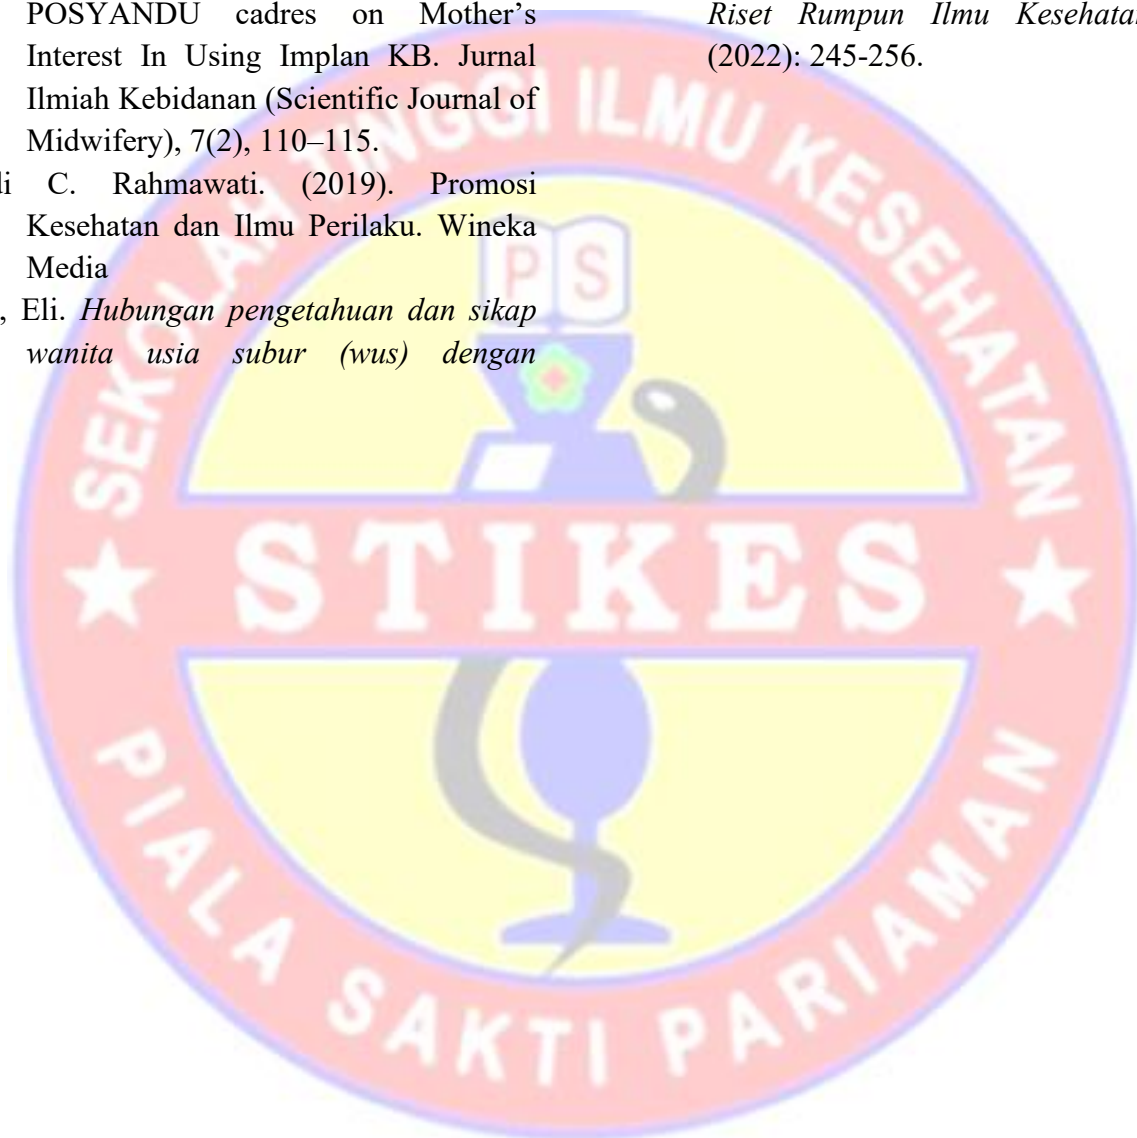 POSYANDU cadres on Mother’s
Interest In Using Implan KB. Jurnal
Ilmiah Kebidanan (Scientific Journal of
Midwifery), 7(2), 110–115.
C. Rahmawati. (2019). Promosi
Kesehatan dan Ilmu Perilaku. Wineka
Media
, Eli. Hubungan pengetahuan dan sikap
wanita usia subur (wus) dengan
Riset Rumpun Ilmu Kesehatan
(2022): 245-256.
SEKOLAH TINGGI ILMU KESEHATAN
P S
STIKES
PIALA SAKTI PARIAMAN